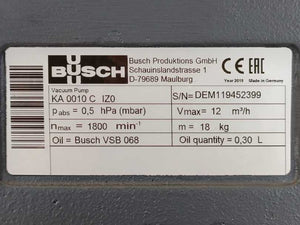 BUSCH
Busch Produktions GmbH
Schauinslandstrasse 1
D-79689 Maulburg
CE EAC
Year 2019 Made in Germany
Vacuum Pump
KA 0010 C IZ0
S/N= DEM119452399
pabs = 0,5 hPa (mbar)
Vmax= 12 m³/h
nmax = 1800 min⁻¹
m = 18 kg
Oil = Busch VSB 068
Oil quantity = 0,30 L